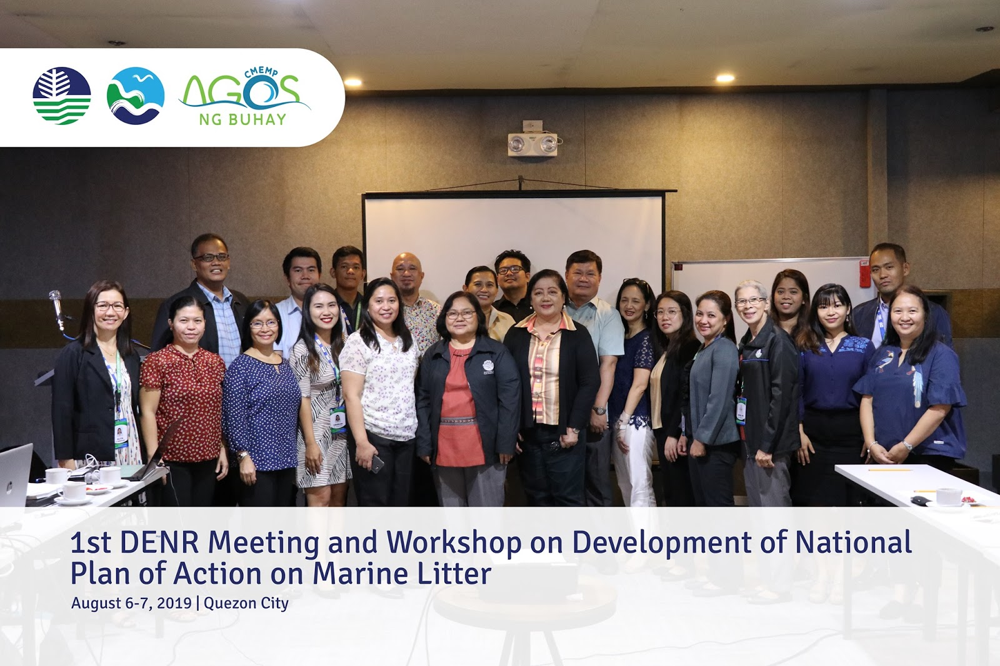 CMEMP
AGOS
NG BUHAY
1st DENR Meeting and Workshop on Development of National
Plan of Action on Marine Litter
August 6-7, 2019 | Quezon City